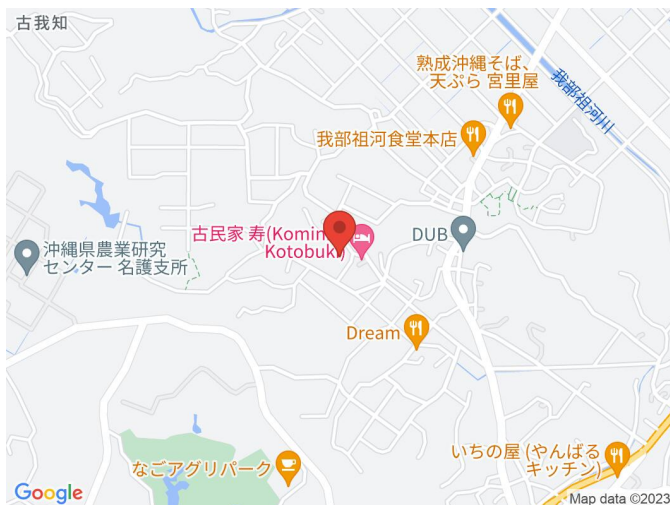 古我知
熟成沖縄そば、
天ぷら 宮里屋
我部祖河川
我部祖河食堂本店
古民家 寿(Komin
Kotobuki)
DUB
沖縄県農業研究
センター 名護支所
Dream
なごアグリパーク
いちの屋 (やんばる
キッチン)
Google
Map data ©2023